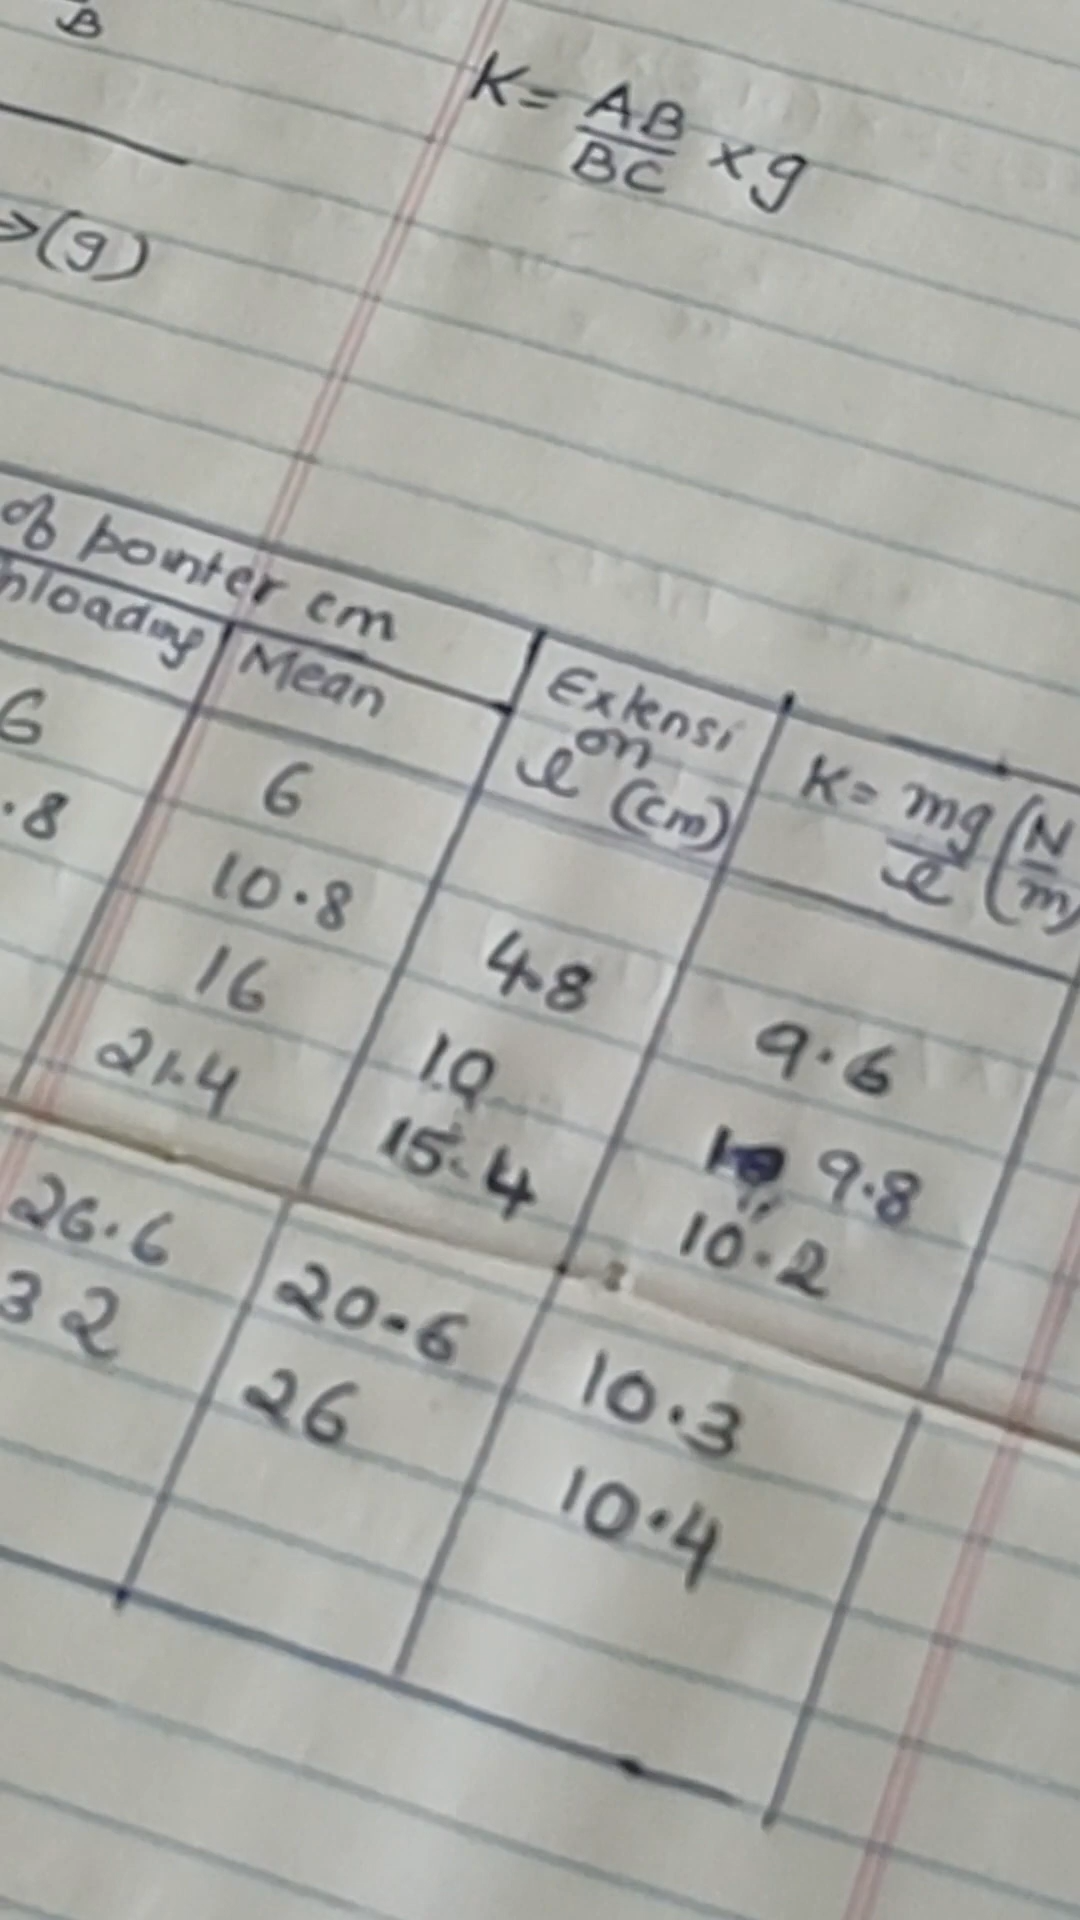 B
K= AB/BC × g
⇒(g)
of pointer cm
nloading Mean Extensi on l (cm) K= mg/l (N/m)
6 6
.8 10.8 4.8 9.6
16 10 9.8
21.4 15.4 10.2
26.6 20.6 10.3
32 26 10.4